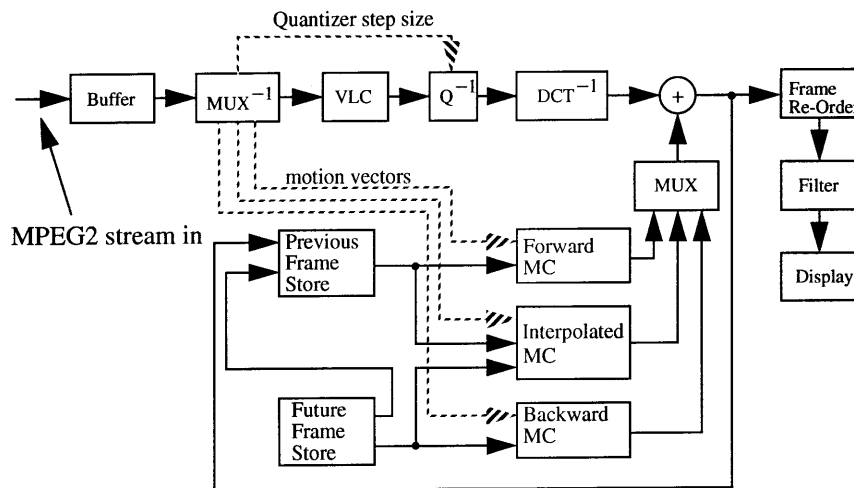 Quantizer step size
Buffer
MUX⁻¹
VLC
Q⁻¹
DCT⁻¹
+
Frame
Re-Order
motion vectors
MUX
Filter
MPEG2 stream in
Previous
Frame
Store
Forward
MC
Display
Interpolated
MC
Future
Frame
Store
Backward
MC